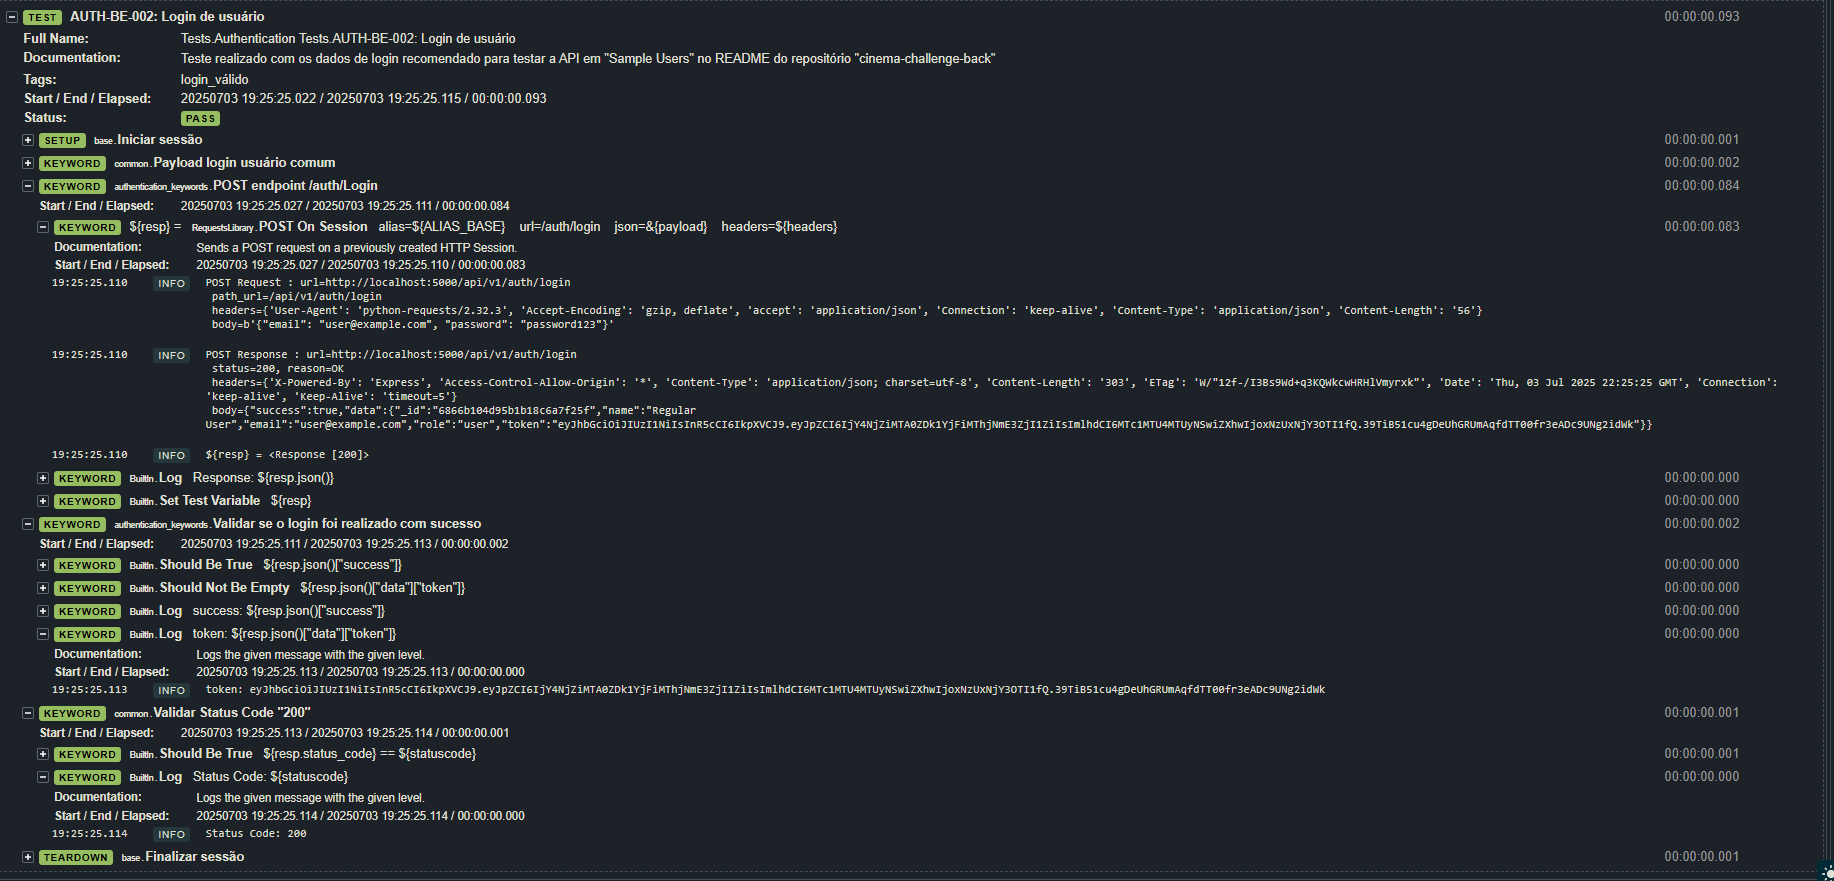 TEST AUTH-BE-002: Login de usuário 00:00:00.093
Full Name: Tests.Authentication Tests.AUTH-BE-002: Login de usuário
Documentation: Teste realizado com os dados de login recomendado para testar a API em "Sample Users" no README do repositório "cinema-challenge-back"
Tags: login_válido
Start / End / Elapsed: 20250703 19:25:25.022 / 20250703 19:25:25.115 / 00:00:00.093
Status: PASS
SETUP base. Iniciar sessão 00:00:00.001
KEYWORD common. Payload login usuário comum 00:00:00.002
KEYWORD authentication_keywords. POST endpoint /auth/Login 00:00:00.084
Start / End / Elapsed: 20250703 19:25:25.027 / 20250703 19:25:25.111 / 00:00:00.084
KEYWORD ${resp} = RequestsLibrary. POST On Session alias=${ALIAS_BASE} url=/auth/login json=&{payload} headers=${headers} 00:00:00.083
Documentation: Sends a POST request on a previously created HTTP Session.
Start / End / Elapsed: 20250703 19:25:25.027 / 20250703 19:25:25.110 / 00:00:00.083
19:25:25.110 INFO POST Request : url=http://localhost:5000/api/v1/auth/login
path_url=/api/v1/auth/login
headers={'User-Agent': 'python-requests/2.32.3', 'Accept-Encoding': 'gzip, deflate', 'accept': 'application/json', 'Connection': 'keep-alive', 'Content-Type': 'application/json', 'Content-Length': '56'}
body=b'{"email": "user@example.com", "password": "password123"}'
19:25:25.110 INFO POST Response : url=http://localhost:5000/api/v1/auth/login
status=200, reason=OK
headers={'X-Powered-By': 'Express', 'Access-Control-Allow-Origin': '*', 'Content-Type': 'application/json; charset=utf-8', 'Content-Length': '303', 'ETag': 'W/"12f-/I3Bs9Wd+q3KQWkcwHRHlVmyrxk"', 'Date': 'Thu, 03 Jul 2025 22:25:25 GMT', 'Connection':
'keep-alive', 'Keep-Alive': 'timeout=5'}
body={"success":true,"data":{"_id":"6866b104d95b1b18c6a7f25f","name":"Regular
User","email":"user@example.com","role":"user","token":"eyJhbGciOiJIUzI1NiIsInR5cCI6IkpXVCJ9.eyJpZCI6IjY4NjZiMTA0ZDk1YjFiMThjNmE3ZjI1ZiIsImlhdCI6MTc1MTU4MTUyNSwiZXhwIjoxNzUxNjY3OTI1fQ.39TiB51cu4gDeUhGRUmAqfdTT00fr3eADc9UNg2idWk"}}
19:25:25.110 INFO ${resp} = <Response [200]>
KEYWORD BuiltIn. Log Response: ${resp.json()} 00:00:00.000
KEYWORD BuiltIn. Set Test Variable ${resp} 00:00:00.000
KEYWORD authentication_keywords. Validar se o login foi realizado com sucesso 00:00:00.002
Start / End / Elapsed: 20250703 19:25:25.111 / 20250703 19:25:25.113 / 00:00:00.002
KEYWORD BuiltIn. Should Be True ${resp.json()["success"]} 00:00:00.000
KEYWORD BuiltIn. Should Not Be Empty ${resp.json()["data"]["token"]} 00:00:00.000
KEYWORD BuiltIn. Log success: ${resp.json()["success"]} 00:00:00.000
KEYWORD BuiltIn. Log token: ${resp.json()["data"]["token"]} 00:00:00.000
Documentation: Logs the given message with the given level.
Start / End / Elapsed: 20250703 19:25:25.113 / 20250703 19:25:25.113 / 00:00:00.000
19:25:25.113 INFO token: eyJhbGciOiJIUzI1NiIsInR5cCI6IkpXVCJ9.eyJpZCI6IjY4NjZiMTA0ZDk1YjFiMThjNmE3ZjI1ZiIsImlhdCI6MTc1MTU4MTUyNSwiZXhwIjoxNzUxNjY3OTI1fQ.39TiB51cu4gDeUhGRUmAqfdTT00fr3eADc9UNg2idWk
KEYWORD common. Validar Status Code "200" 00:00:00.001
Start / End / Elapsed: 20250703 19:25:25.113 / 20250703 19:25:25.114 / 00:00:00.001
KEYWORD BuiltIn. Should Be True ${resp.status_code} == ${statuscode} 00:00:00.001
KEYWORD BuiltIn. Log Status Code: ${statuscode} 00:00:00.000
Documentation: Logs the given message with the given level.
Start / End / Elapsed: 20250703 19:25:25.114 / 20250703 19:25:25.114 / 00:00:00.000
19:25:25.114 INFO Status Code: 200
TEARDOWN base. Finalizar sessão 00:00:00.001